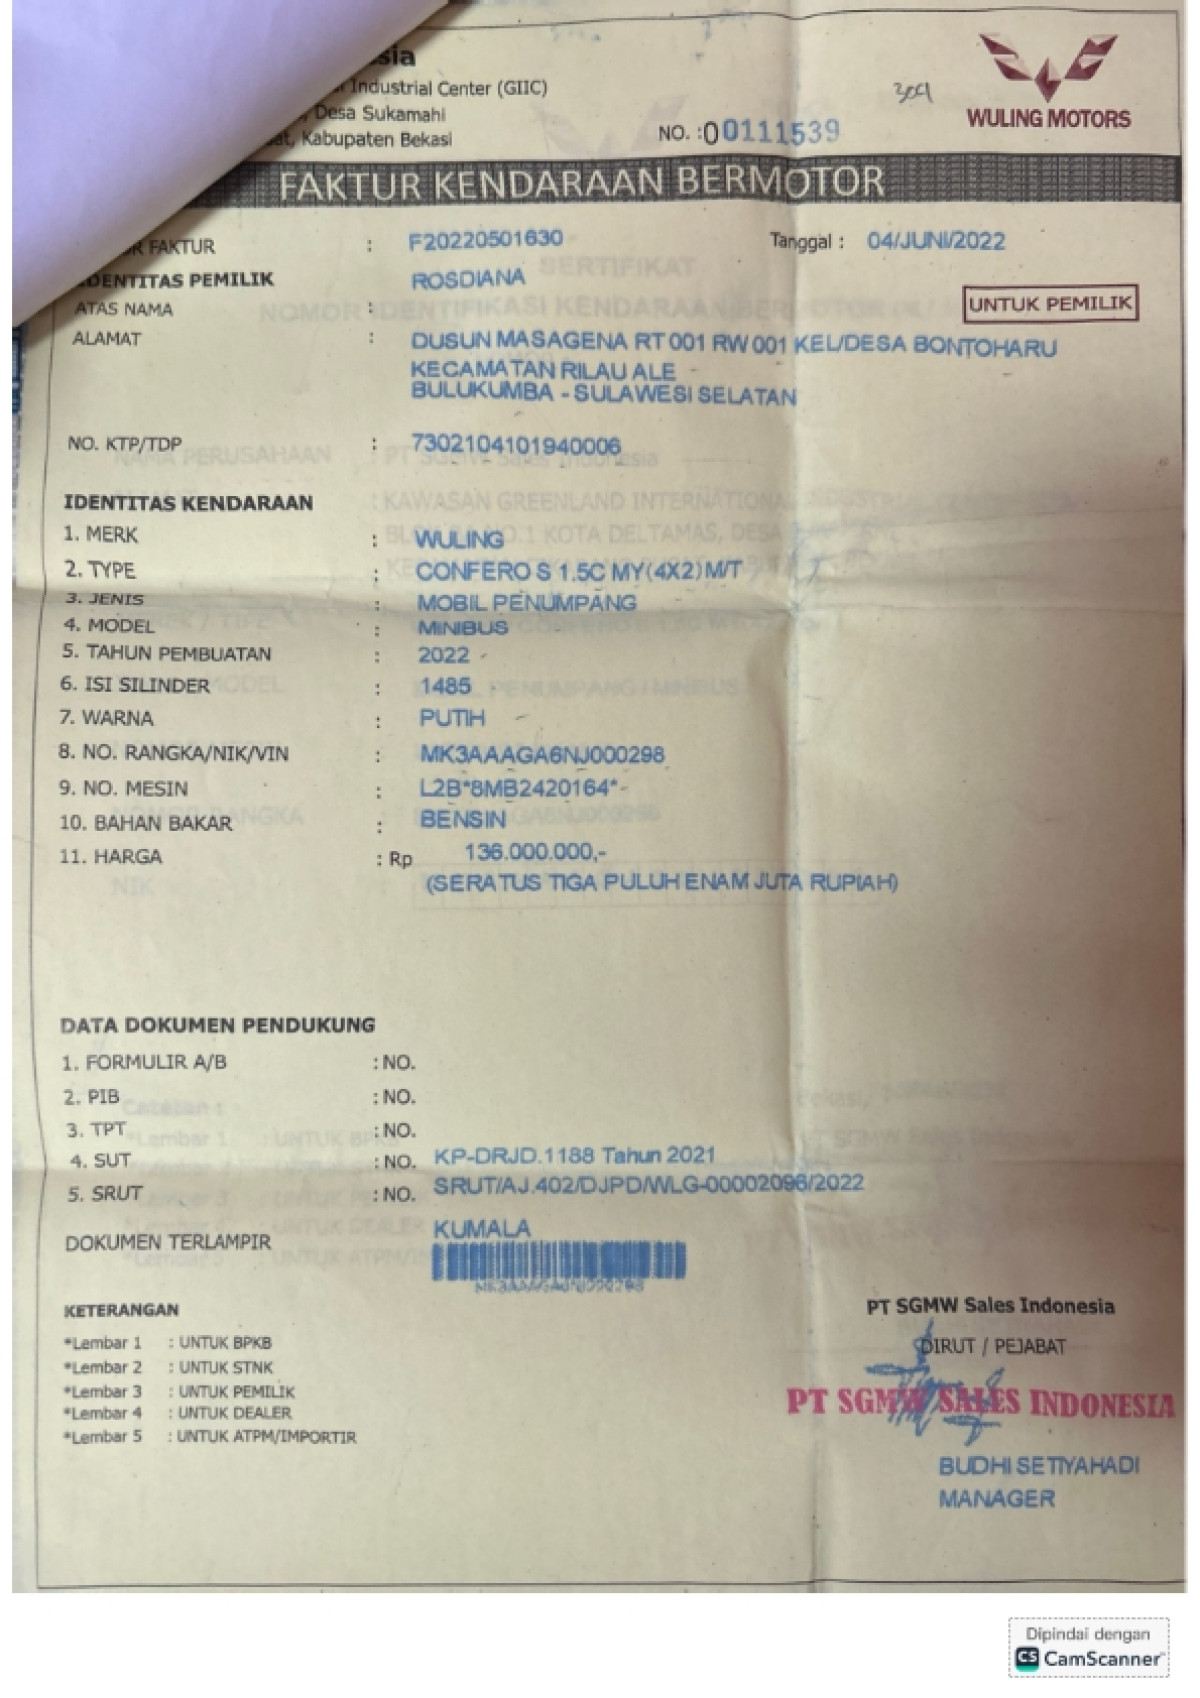 sia
Industrial Center (GIIC)
Desa Sukamahi
Kabupaten Bekasi
309
WULING MOTORS
NO. :00111539
FAKTUR KENDARAAN BERMOTOR
FAKTUR : F20220501630 Tanggal : 04/JUNI/2022
IDENTITAS PEMILIK ROSDIANA
ATAS NAMA :
UNTUK PEMILIK
ALAMAT : DUSUN MASAGENA RT 001 RW 001 KEL/DESA BONTOHARU
KECAMATAN RILAU ALE
BULUKUMBA - SULAWESI SELATAN
NO. KTP/TDP : 7302104101940006
IDENTITAS KENDARAAN
1. MERK : WULING
2. TYPE : CONFERO S 1.5C MY(4X2)M/T
3. JENIS : MOBIL PENUMPANG
4. MODEL : MINIBUS
5. TAHUN PEMBUATAN : 2022
6. ISI SILINDER : 1485
7. WARNA : PUTIH
8. NO. RANGKA/NIK/VIN : MK3AAAGA6NJ000298
9. NO. MESIN : L2B*8MB2420164*
10. BAHAN BAKAR : BENSIN
11. HARGA : Rp 136.000.000,-
(SERATUS TIGA PULUH ENAM JUTA RUPIAH)
DATA DOKUMEN PENDUKUNG
1. FORMULIR A/B : NO.
2. PIB : NO.
3. TPT : NO.
4. SUT : NO. KP-DRJD.1188 Tahun 2021
5. SRUT : NO. SRUT/AJ.402/DJPD/WLG-00002096/2022
DOKUMEN TERLAMPIR KUMALA
MK3AAAGA6NJ000298
KETERANGAN
*Lembar 1 : UNTUK BPKB
*Lembar 2 : UNTUK STNK
*Lembar 3 : UNTUK PEMILIK
*Lembar 4 : UNTUK DEALER
*Lembar 5 : UNTUK ATPM/IMPORTIR
PT SGMW Sales Indonesia
DIRUT / PEJABAT
PT SGMW SALES INDONESIA
BUDHI SETIYAHADI
MANAGER
Dipindai dengan
CS CamScanner